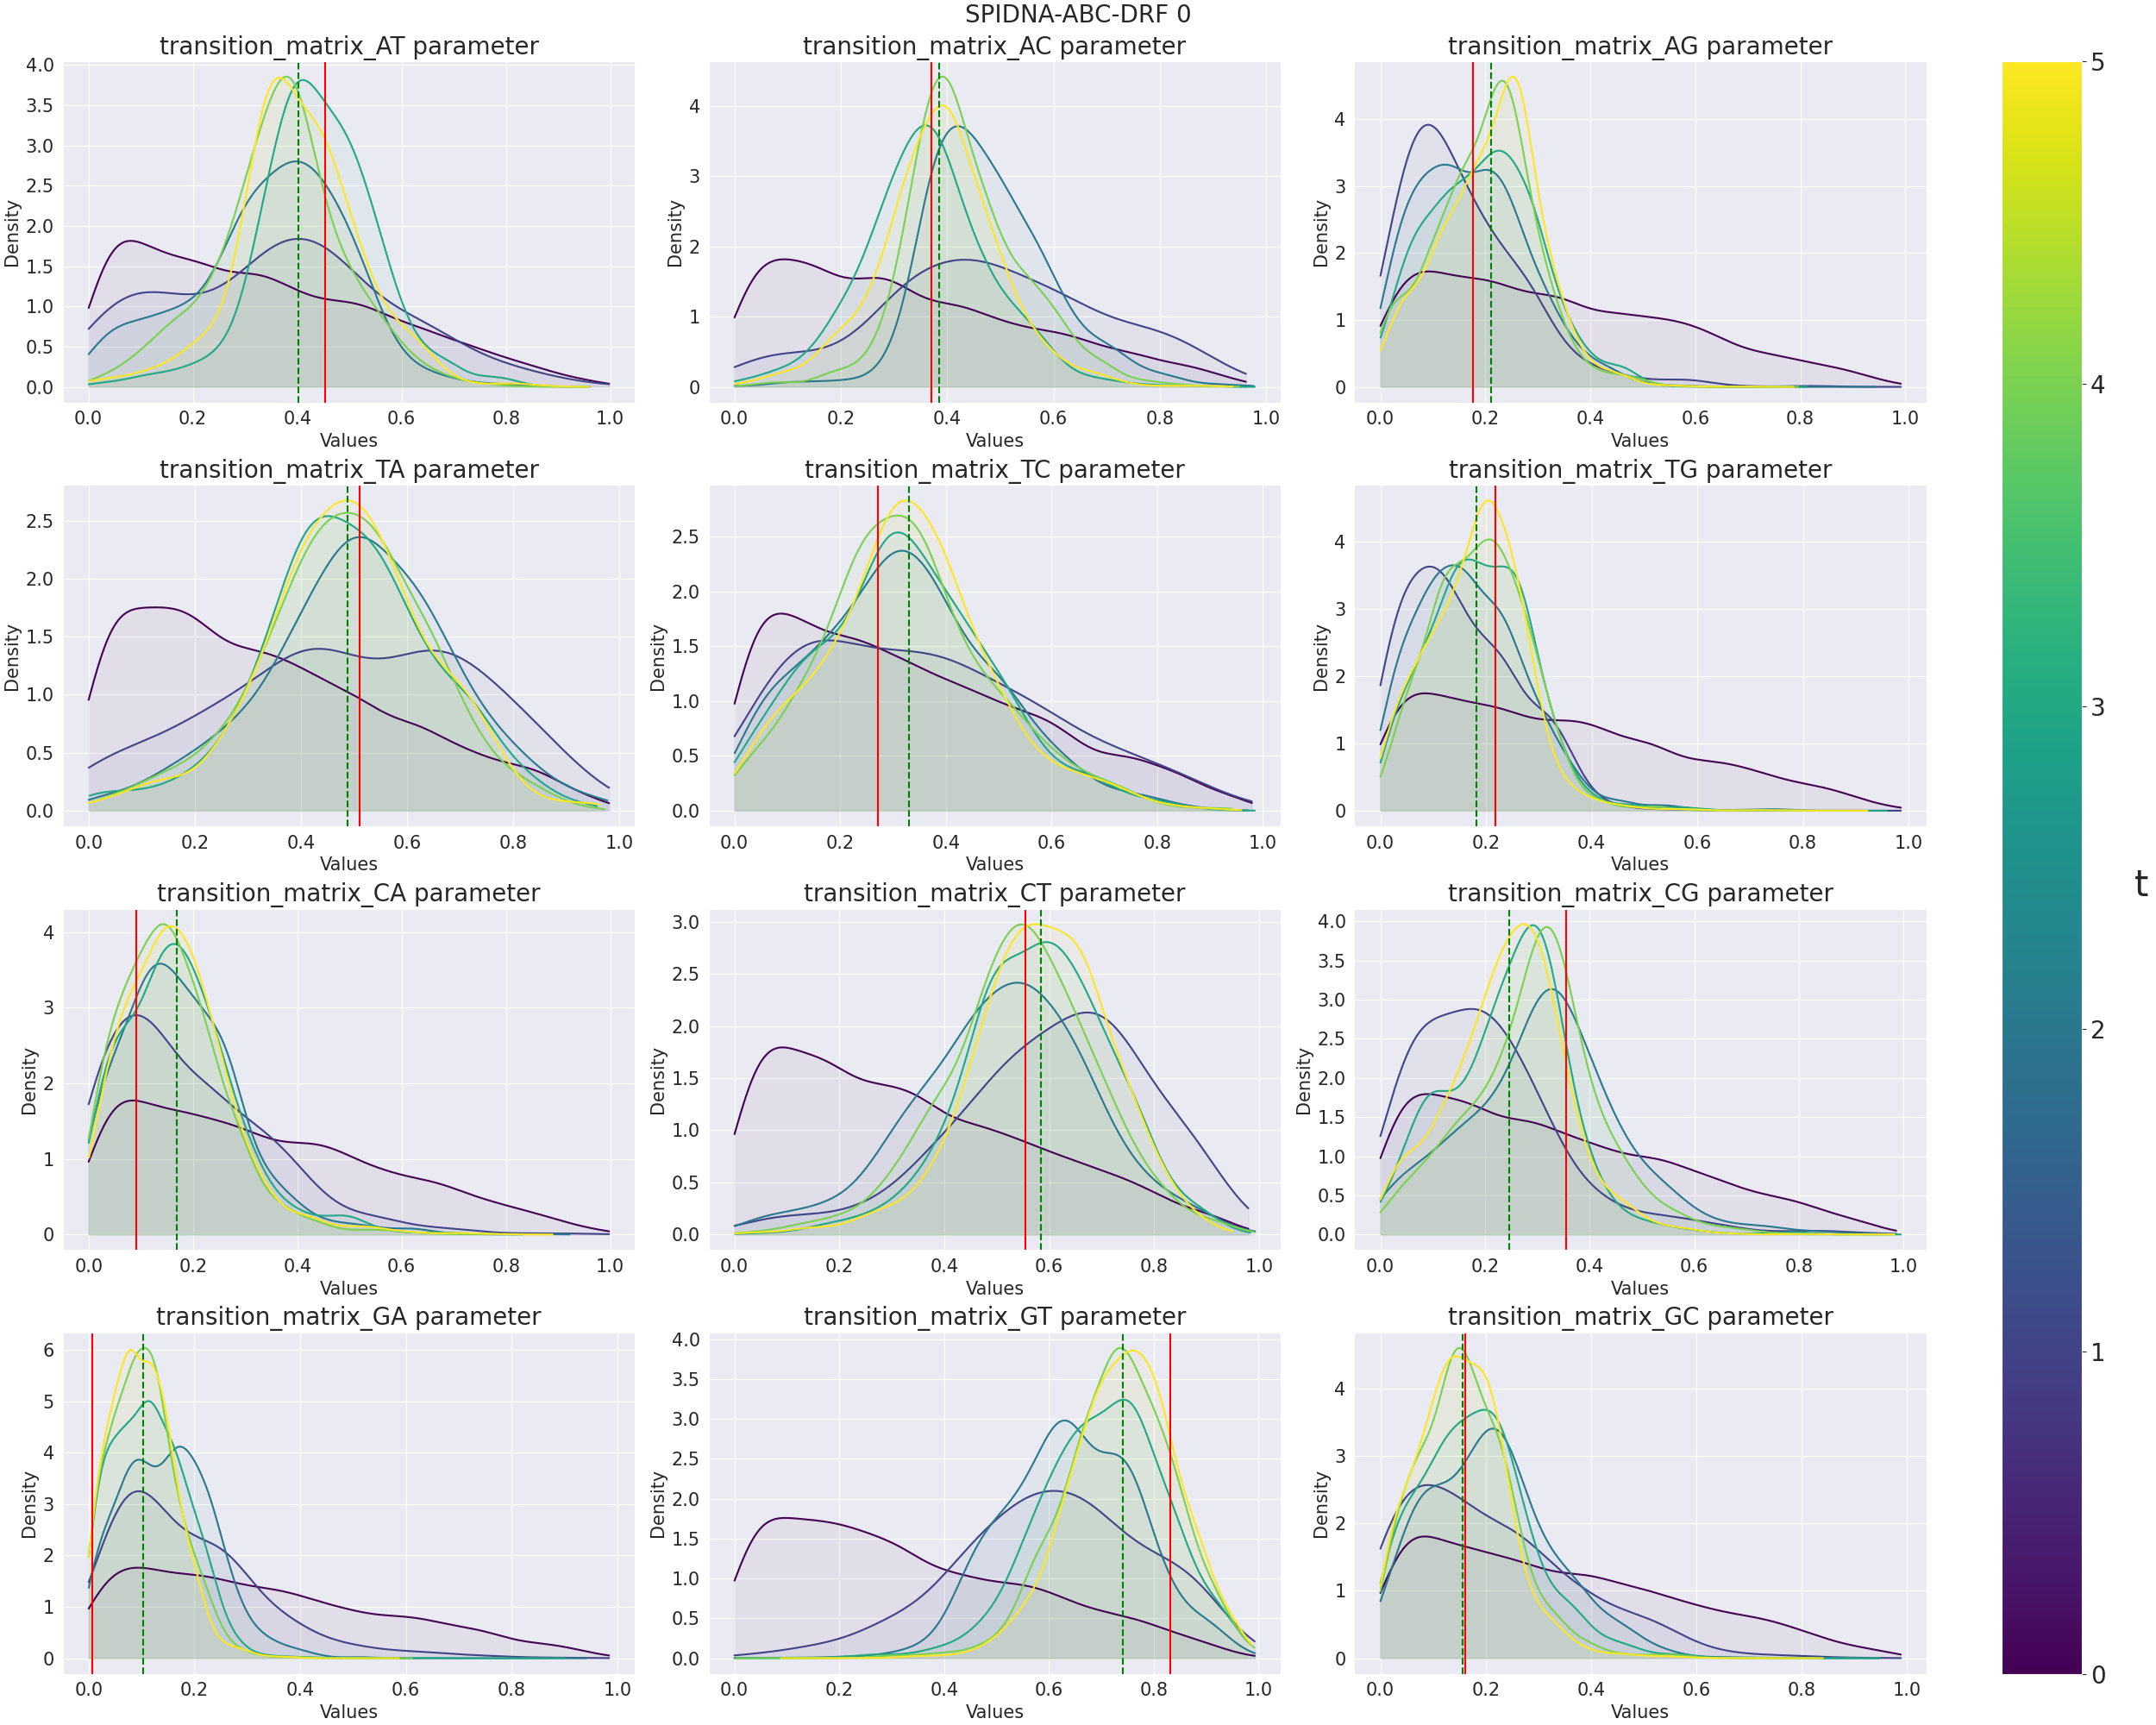 SPIDNA-ABC-DRF 0
transition_matrix_AT parameter
transition_matrix_AC parameter
transition_matrix_AG parameter
Density
4.0
3.5
3.0
2.5
2.0
1.5
1.0
0.5
0.0
0.0 0.2 0.4 0.6 0.8 1.0
Values
Density
4
3
2
1
0
0.0 0.2 0.4 0.6 0.8 1.0
Values
Density
4
3
2
1
0
0.0 0.2 0.4 0.6 0.8 1.0
Values
transition_matrix_TA parameter
transition_matrix_TC parameter
transition_matrix_TG parameter
Density
2.5
2.0
1.5
1.0
0.5
0.0
0.0 0.2 0.4 0.6 0.8 1.0
Values
Density
2.5
2.0
1.5
1.0
0.5
0.0
0.0 0.2 0.4 0.6 0.8 1.0
Values
Density
4
3
2
1
0
0.0 0.2 0.4 0.6 0.8 1.0
Values
transition_matrix_CA parameter
transition_matrix_CT parameter
transition_matrix_CG parameter
Density
4
3
2
1
0
0.0 0.2 0.4 0.6 0.8 1.0
Values
Density
3.0
2.5
2.0
1.5
1.0
0.5
0.0
0.0 0.2 0.4 0.6 0.8 1.0
Values
Density
4.0
3.5
3.0
2.5
2.0
1.5
1.0
0.5
0.0
0.0 0.2 0.4 0.6 0.8 1.0
Values
transition_matrix_GA parameter
transition_matrix_GT parameter
transition_matrix_GC parameter
Density
6
5
4
3
2
1
0
0.0 0.2 0.4 0.6 0.8 1.0
Values
Density
4.0
3.5
3.0
2.5
2.0
1.5
1.0
0.5
0.0
0.0 0.2 0.4 0.6 0.8 1.0
Values
Density
4
3
2
1
0
0.0 0.2 0.4 0.6 0.8 1.0
Values
5
4
3
2
1
0
t